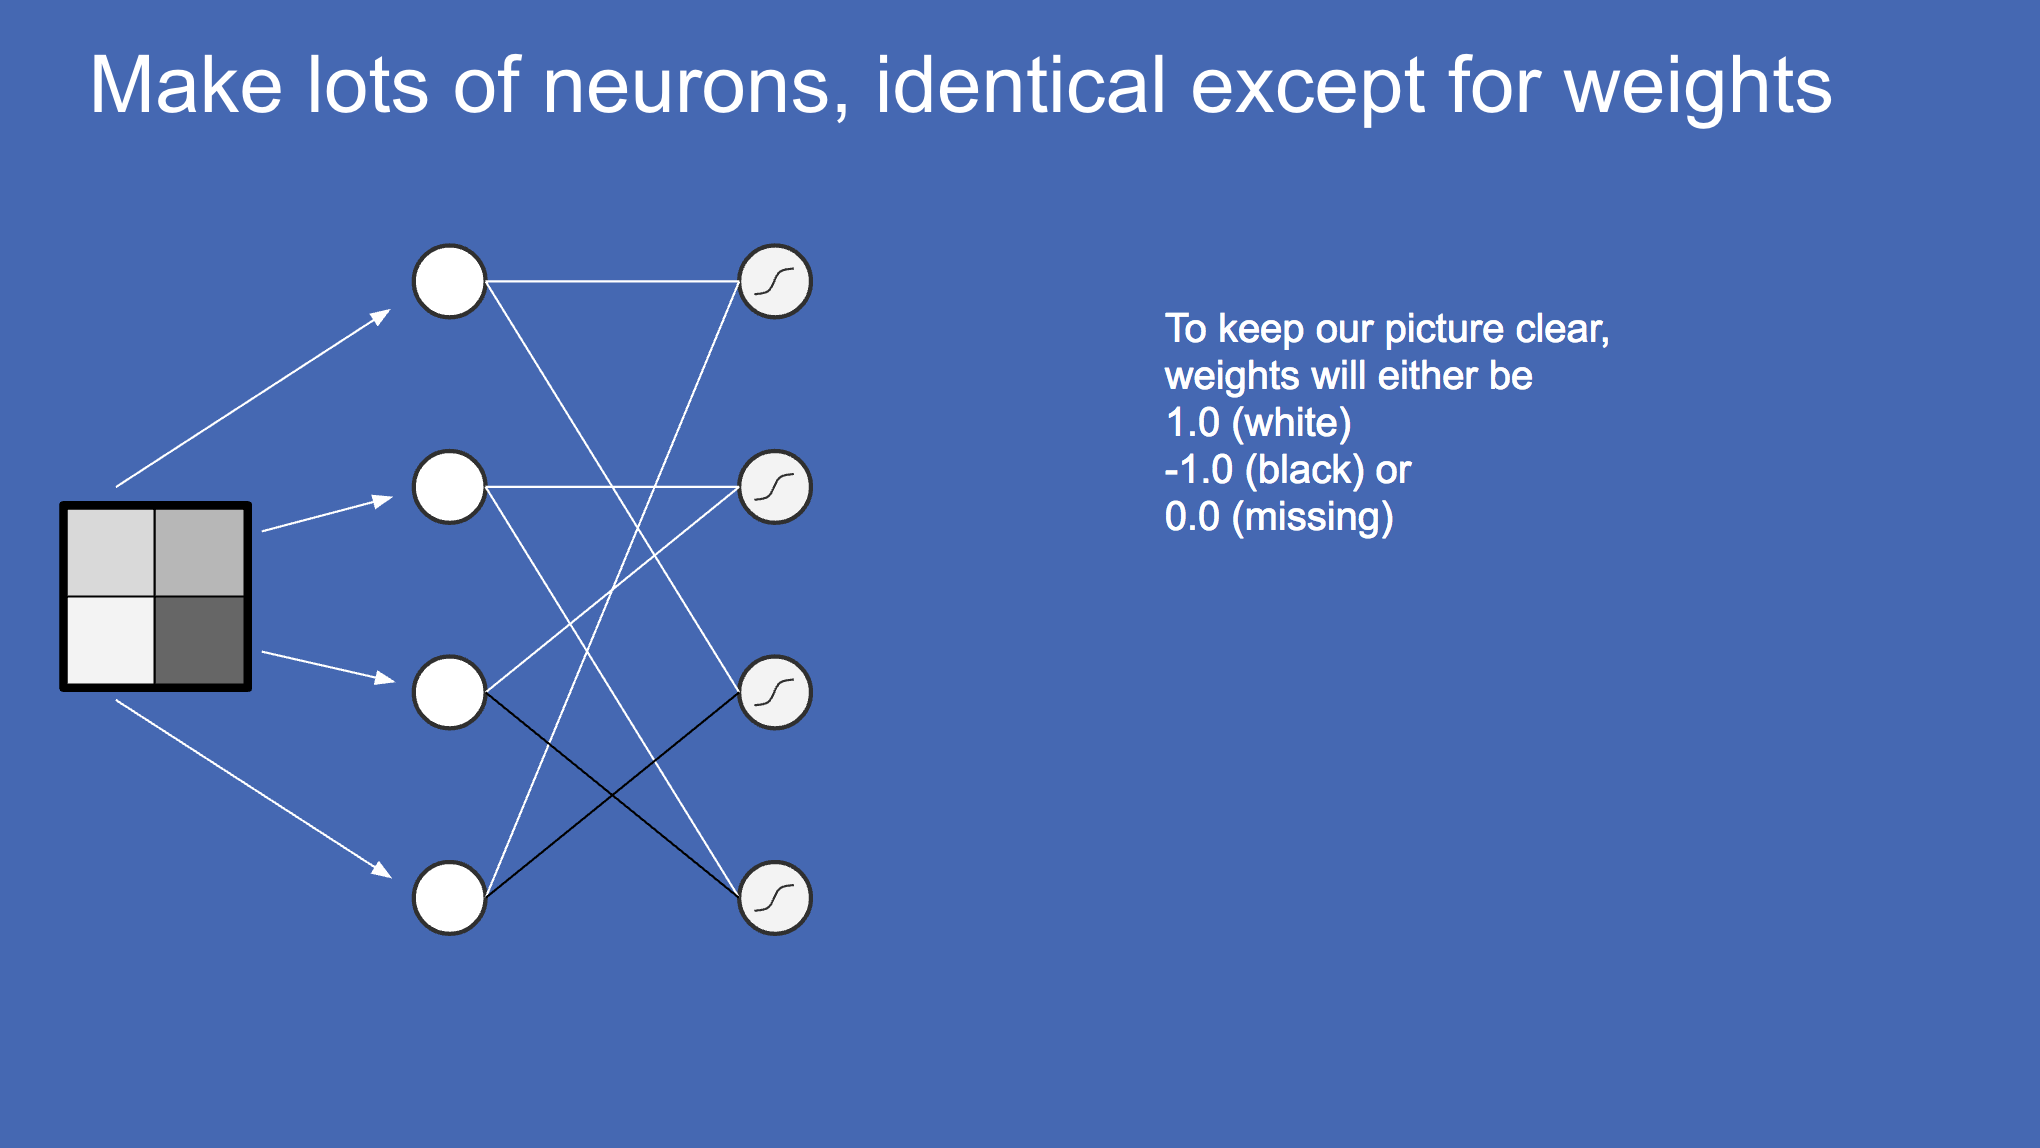 Make lots of neurons, identical except for weights
To keep our picture clear,
weights will either be
1.0 (white)
-1.0 (black) or
0.0 (missing)